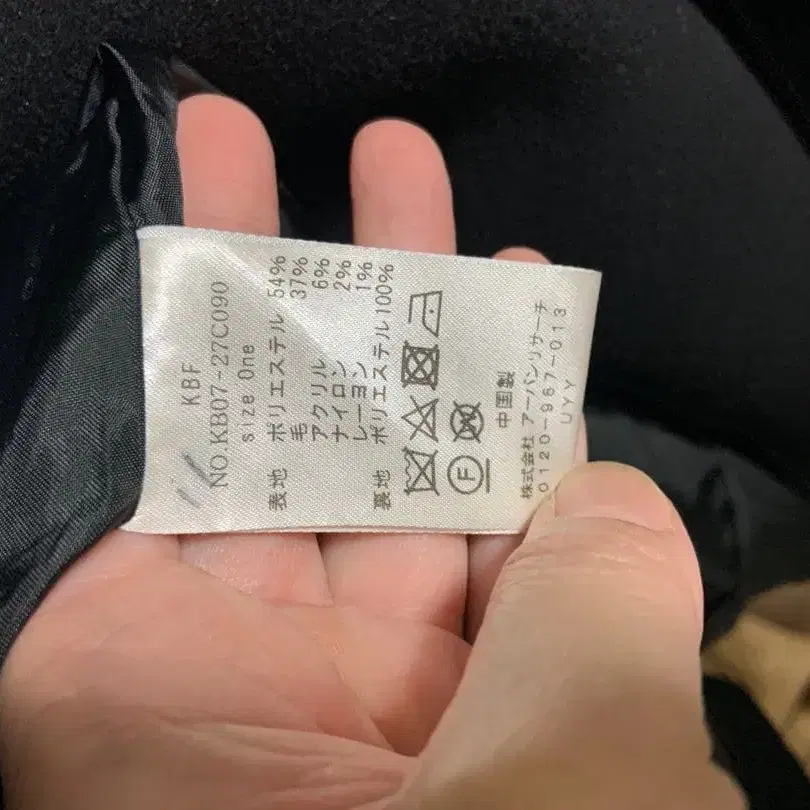 KBF
NO.KB07-27C090
size One
表地 ポリエステル 54%
毛 37%
アクリル 6%
ナイロン 2%
レーヨン 1%
裏地 ポリエステル 100%
F W
中国製
株式会社 アーバンリサーチ
0120-967-013
UYY